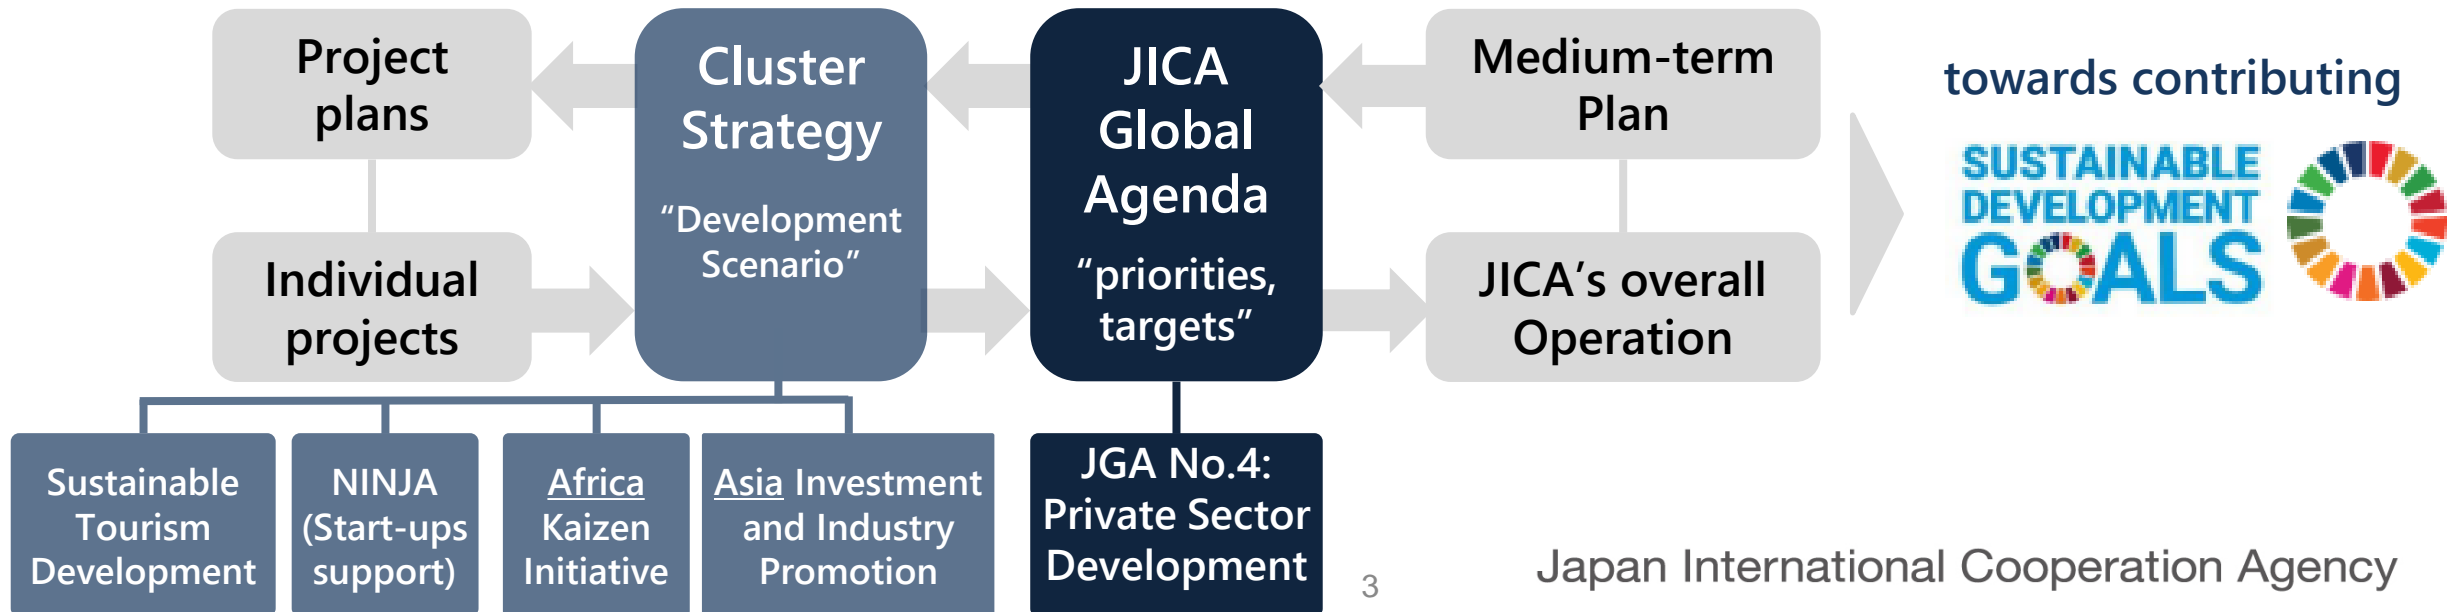 Project
plans
Cluster
Strategy
“Development
Scenario”
JICA
Global
Agenda
“priorities,
targets”
Medium-term
Plan
towards contributing
SUSTAINABLE
DEVELOPMENT
GOALS
Individual
projects
JICA’s overall
Operation
Sustainable
Tourism
Development
NINJA
(Start-ups
support)
Africa
Kaizen
Initiative
Asia Investment
and Industry
Promotion
JGA No.4:
Private Sector
Development
3
Japan International Cooperation Agency